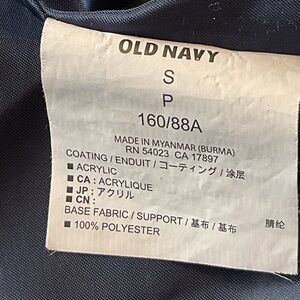 OLD NAVY
S
P
160/88A
MADE IN MYANMAR (BURMA)
RN 54023 CA 17897
COATING / ENDUIT / コーティング / 涂层
■ ACRYLIC
■ CA : ACRYLIQUE
■ JP : アクリル
■ CN : 腈纶
BASE FABRIC / SUPPORT / 基布 / 基布
■ 100% POLYESTER